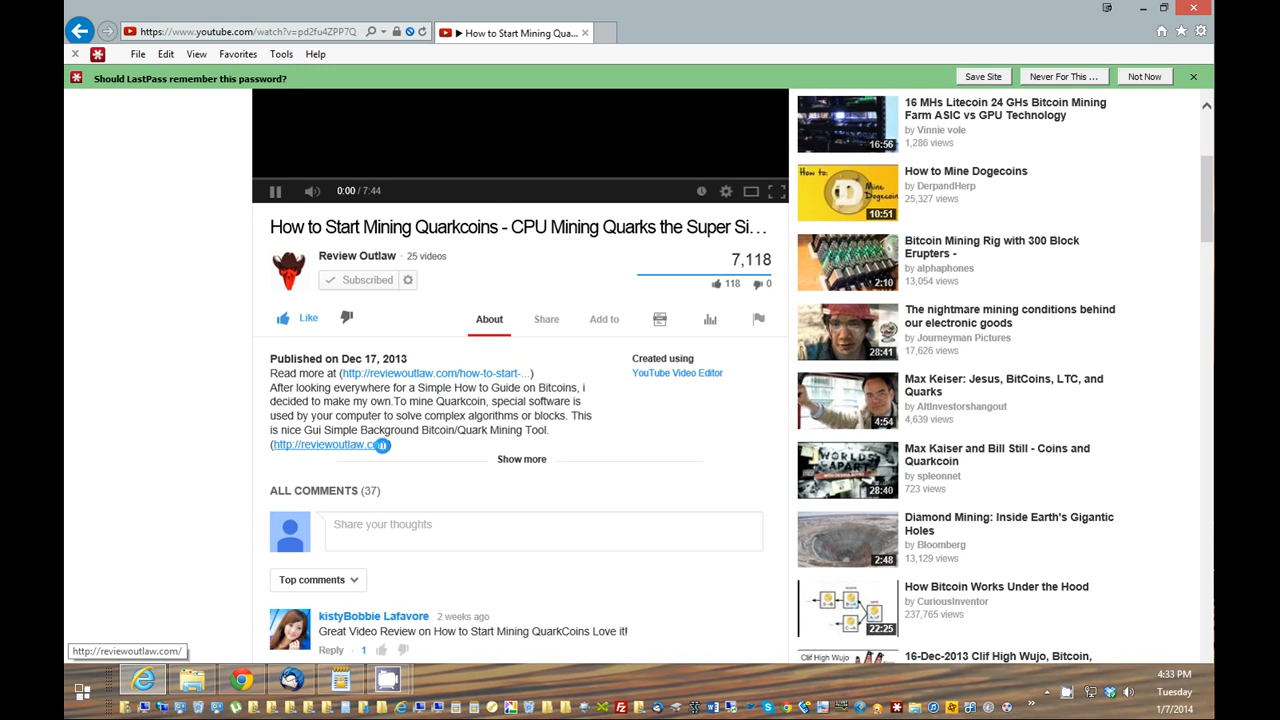 https://www.youtube.com/watch?v=pd2fu4ZPP7Q
How to Start Mining Qua...
File Edit View Favorites Tools Help
Should LastPass remember this password?
Save Site Never For This ... Not Now
0:00 / 7:44
How to Start Mining Quarkcoins - CPU Mining Quarks the Super Si...
Review Outlaw · 25 videos
Subscribed
7,118
118 0
Like
About Share Add to
Published on Dec 17, 2013
Read more at (http://reviewoutlaw.com/how-to-start-...)
After looking everywhere for a Simple How to Guide on Bitcoins, i
decided to make my own.To mine Quarkcoin, special software is
used by your computer to solve complex algorithms or blocks. This
is nice Gui Simple Background Bitcoin/Quark Mining Tool.
(http://reviewoutlaw.c
Created using
YouTube Video Editor
Show more
ALL COMMENTS (37)
Share your thoughts
Top comments
kistyBobbie Lafavore 2 weeks ago
Great Video Review on How to Start Mining QuarkCoins Love it!
Reply · 1
16 MHs Litecoin 24 GHs Bitcoin Mining
Farm ASIC vs GPU Technology
by Vinnie vole
1,286 views
16:56
How to Mine Dogecoins
by DerpandHerp
25,327 views
How to:
Mine
Dogecoin
10:51
Bitcoin Mining Rig with 300 Block
Erupters -
by alphaphones
13,054 views
2:10
The nightmare mining conditions behind
our electronic goods
by Journeyman Pictures
17,626 views
28:41
Max Keiser: Jesus, BitCoins, LTC, and
Quarks
by AltInvestorshangout
4,639 views
4:54
Max Kaiser and Bill Still - Coins and
Quarkcoin
by spleonnet
723 views
WORLDS
APART
28:40
Diamond Mining: Inside Earth's Gigantic
Holes
by Bloomberg
13,129 views
2:48
How Bitcoin Works Under the Hood
by CuriousInventor
237,765 views
22:25
Clif High Wujo
16-Dec-2013 Clif High Wujo, Bitcoin,
http://reviewoutlaw.com/
4:33 PM
Tuesday
1/7/2014